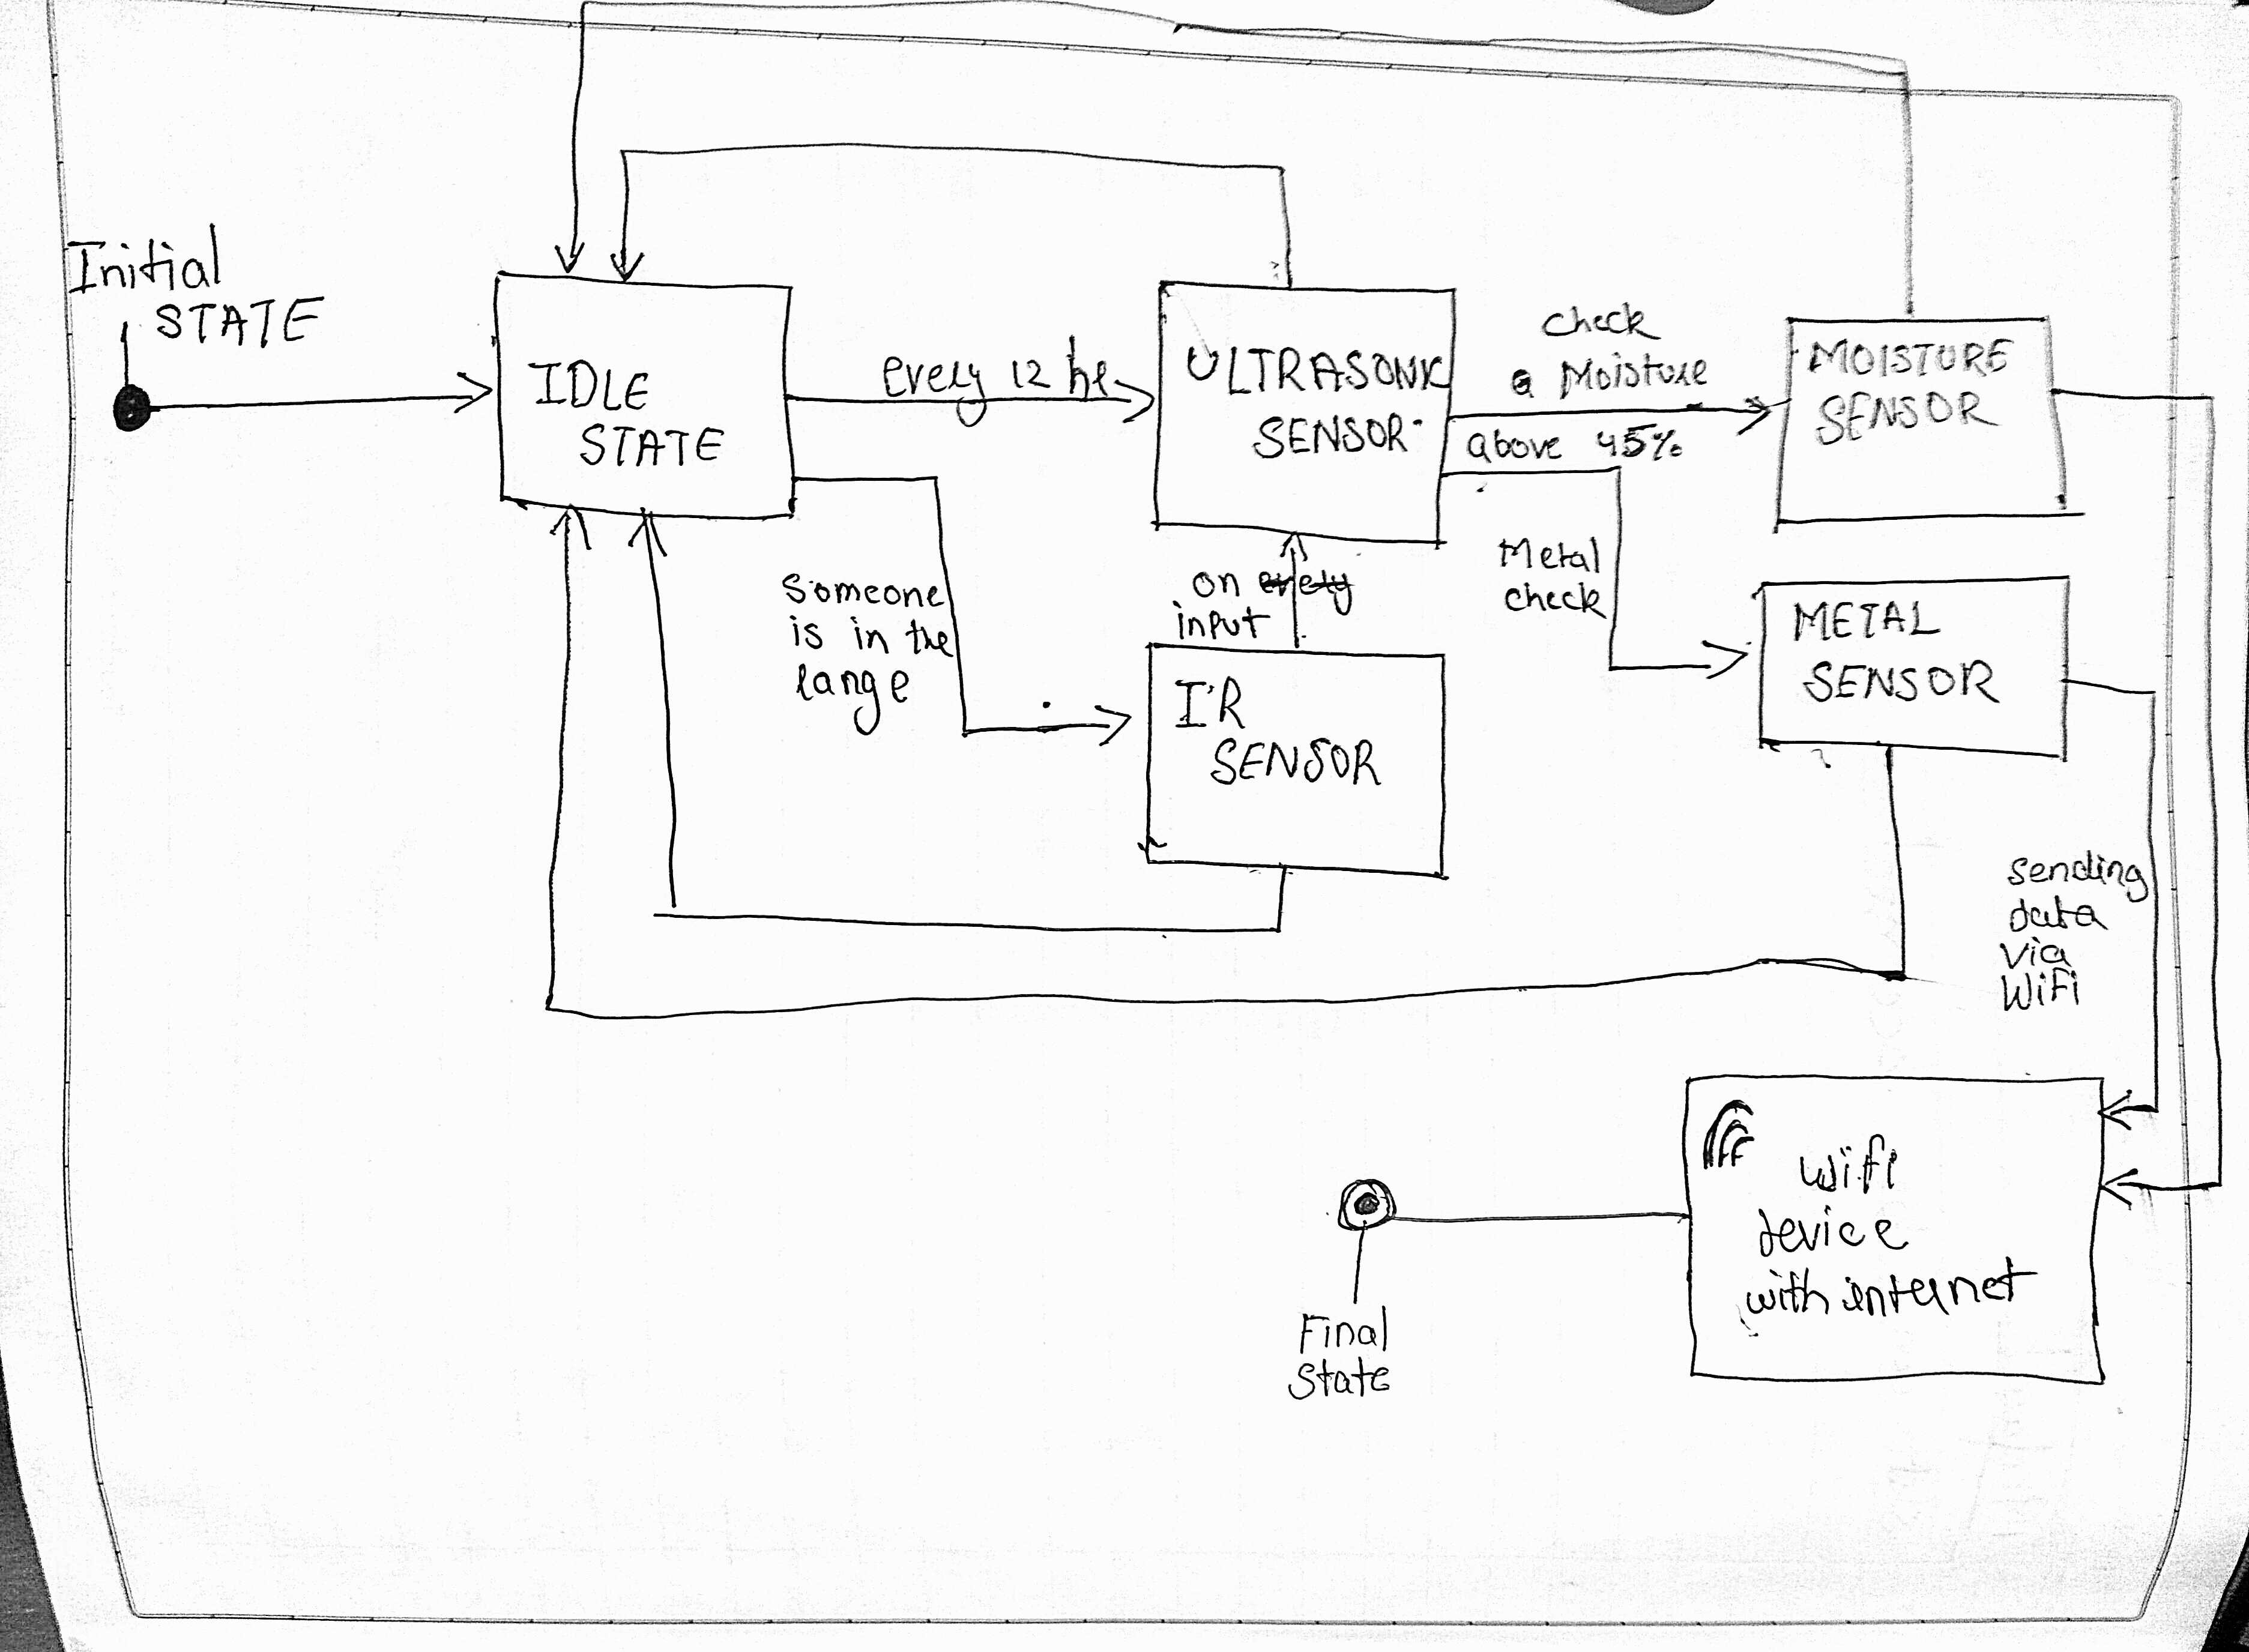 Initial
STATE
IDLE
STATE
every 12 hr
ULTRASONIC
SENSOR
check
a Moisture
above 45%
MOISTURE
SENSOR
someone
is in the
range
on every
input
Metal
check
METAL
SENSOR
IR
SENSOR
sending
data
via
WiFi
wifi
device
with internet
Final
State